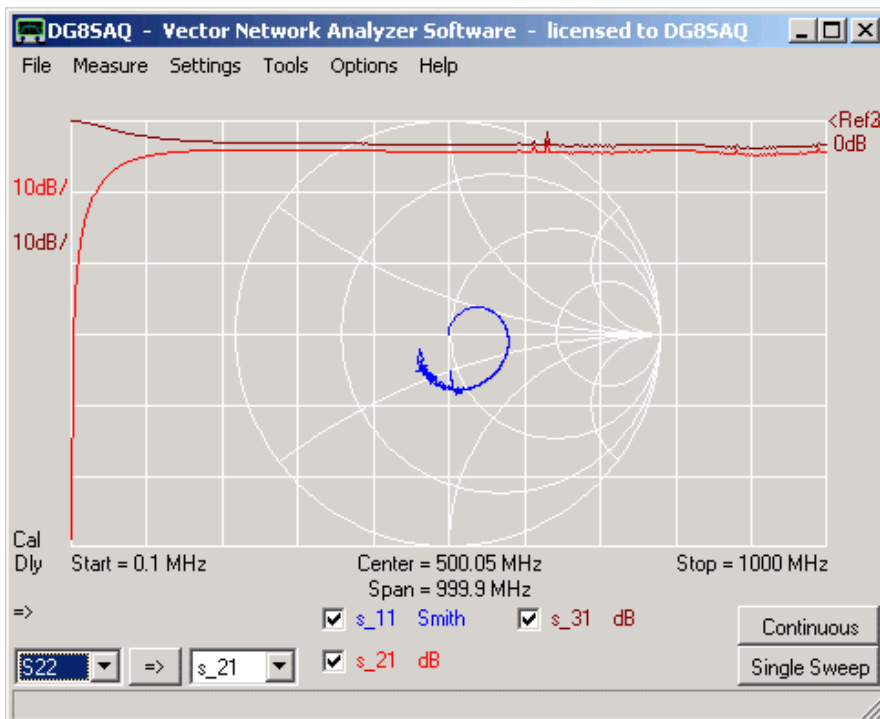 DG8SAQ - Vector Network Analyzer Software - licensed to DG8SAQ
File Measure Settings Tools Options Help
<Ref2
0dB
10dB/
10dB/
Cal
Dly Start = 0.1 MHz Center = 500.05 MHz Stop = 1000 MHz
Span = 999.9 MHz
=> s_11 Smith s_31 dB Continuous
S22 => s_21 s_21 dB Single Sweep